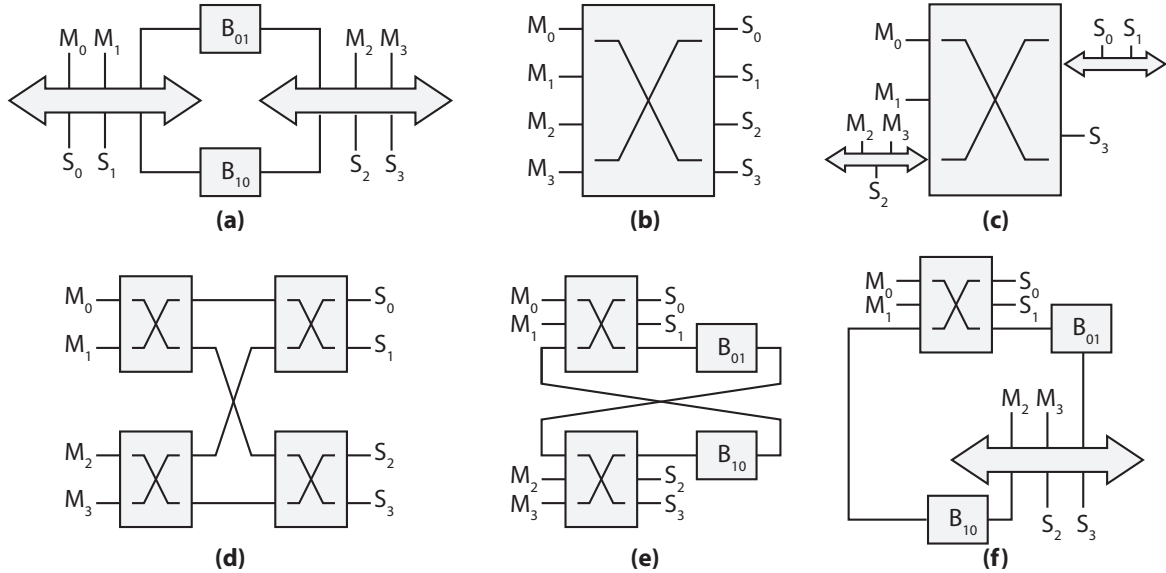 M₀ M₁ B₀₁ M₂ M₃
S₀ S₁ B₁₀ S₂ S₃
(a)
M₀ S₀
M₁ S₁
M₂ S₂
M₃ S₃
(b)
M₀ S₀ S₁
M₁
M₂ M₃ S₃
S₂
(c)
M₀ S₀
M₁ S₁
M₂ S₂
M₃ S₃
(d)
M₀ S₀
M₁ S₁ B₀₁
B₁₀
M₂ S₂
M₃ S₃
(e)
M₀ S₀
M₁ S₁ B₀₁
M₂ M₃
B₁₀ S₂ S₃
(f)